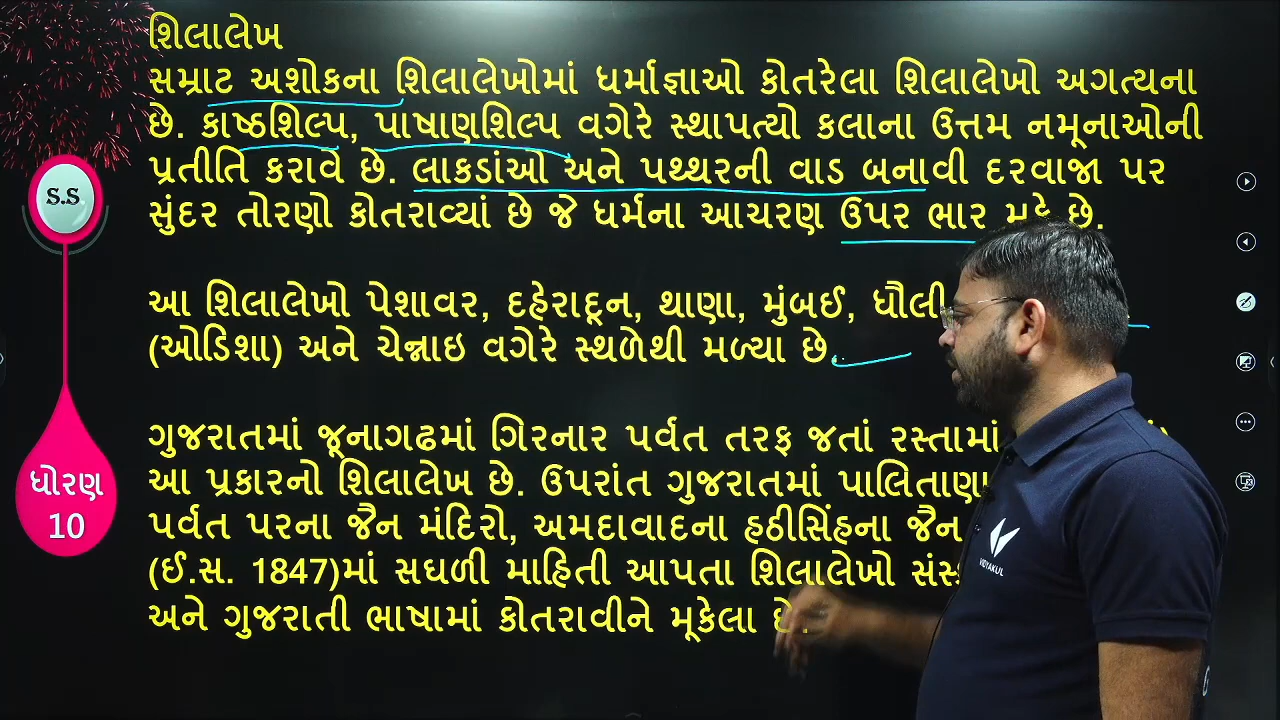 શિલાલેખ
સમ્રાટ અશોકના શિલાલેખોમાં ધર્માજ્ઞાઓ કોતરેલા શિલાલેખો અગત્યના
છે. કાષ્ઠશિલ્પ, પાષાણશિલ્પ વગેરે સ્થાપત્યો કલાના ઉત્તમ નમૂનાઓની
પ્રતીતિ કરાવે છે. લાકડાંઓ અને પથ્થરની વાડ બનાવી દરવાજા પર
સુંદર તોરણો કોતરાવ્યાં છે જે ધર્મના આચરણ ઉપર ભાર મૂકે છે.
આ શિલાલેખો પેશાવર, દહેરાદૂન, થાણા, મુંબઈ, ધૌલી
(ઓડિશા) અને ચેન્નાઇ વગેરે સ્થળેથી મળ્યા છે.
ગુજરાતમાં જૂનાગઢમાં ગિરનાર પર્વત તરફ જતાં રસ્તામાં
આ પ્રકારનો શિલાલેખ છે. ઉપરાંત ગુજરાતમાં પાલિતાણા
પર્વત પરના જૈન મંદિરો, અમદાવાદના હઠીસિંહના જૈન
(ઈ.સ. 1847)માં સઘળી માહિતી આપતા શિલાલેખો
અને ગુજરાતી ભાષામાં કોતરાવીને મૂકેલા છે.
S.S
ધોરણ
10
VIDYAKUL